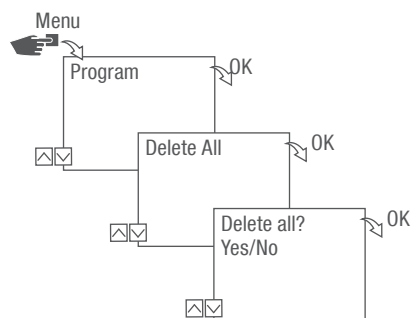 Menu
Program
OK
Delete All
OK
Delete all?
Yes/No
OK